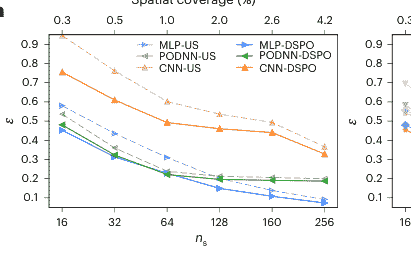 Spatial coverage (%)
0.3 0.5 1.0 2.0 2.6 4.2 0.3
MLP-US MLP-DSPO
PODNN-US PODNN-DSPO
CNN-US CNN-DSPO
ε
0.9
0.8
0.7
0.6
0.5
0.4
0.3
0.2
0.1
16 32 64 128 160 256
nₛ
ε
0.9
0.8
0.7
0.6
0.5
0.4
0.3
0.2
0.1
16